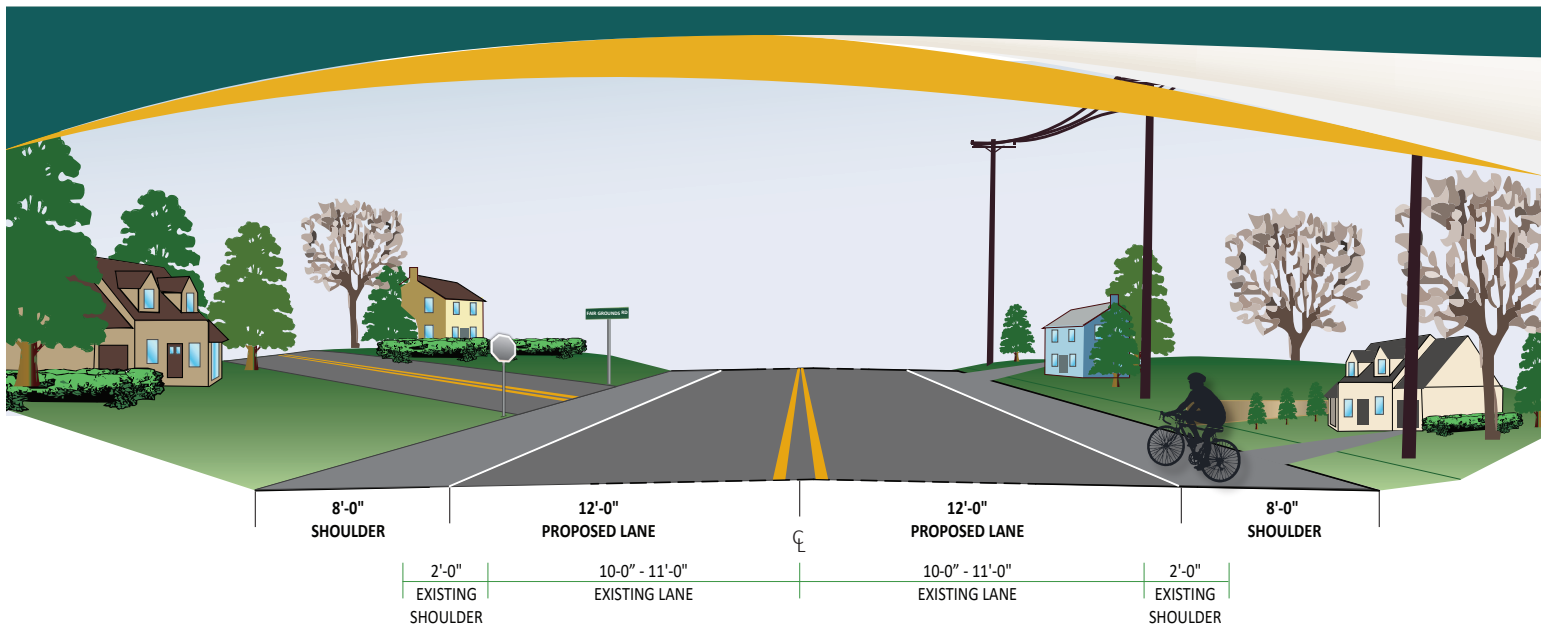 FAIR GROUNDS RD
8'-0" 12'-0" 12'-0" 8'-0"
SHOULDER PROPOSED LANE PROPOSED LANE SHOULDER
℄
2'-0" 10-0” - 11'-0" 10-0” - 11'-0" 2'-0"
EXISTING EXISTING LANE EXISTING LANE EXISTING
SHOULDER SHOULDER